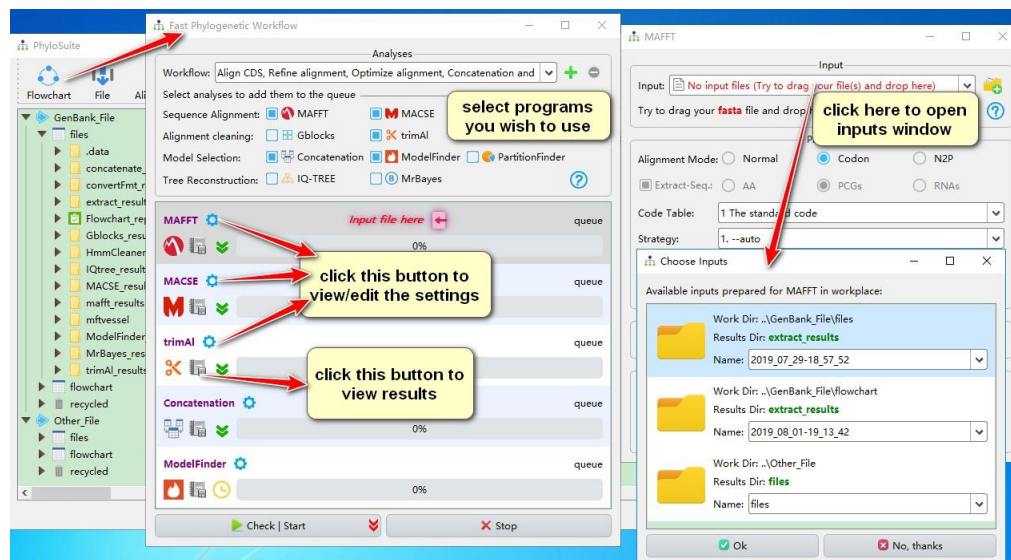 PhyloSuite
Flowchart
File
GenBank_File
files
.data
concatenate_
convertFmt_r
extract_result
Flowchart_rep
Gblocks_resu
HmmCleaner
IQtree_result
MACSE_resul
mafft_results
mftvessel
ModelFinder
MrBayes_res
trimAl_results
flowchart
recycled
Other_File
files
flowchart
recycled
Fast Phylogenetic Workflow
Analyses
Workflow: Align CDS, Refine alignment, Optimize alignment, Concatenation and
Select analyses to add them to the queue
Sequence Alignment: MAFFT MACSE
Alignment cleaning: Gblocks trimAl
Model Selection: Concatenation ModelFinder PartitionFinder
Tree Reconstruction: IQ-TREE MrBayes
select programs
you wish to use
MAFFT Input file here queue
0%
MACSE queue
click this button to
view/edit the settings
trimAl queue
click this button to
view results
Concatenation queue
0%
ModelFinder queue
0%
Check | Start
Stop
MAFFT
Input
Input: No input files (Try to drag your file(s) and drop here)
Try to drag your fasta file and drop
click here to open
inputs window
Alignment Mode: Normal Codon N2P
Extract-Seq.: AA PCGs RNAs
Code Table: 1 The standard code
Strategy: 1. --auto
Choose Inputs
Available inputs prepared for MAFFT in workplace:
Work Dir: ..\GenBank_File\files
Results Dir: extract_results
Name: 2019_07_29-18_57_52
Work Dir: ..\GenBank_File\flowchart
Results Dir: extract_results
Name: 2019_08_01-19_13_42
Work Dir: ..\Other_File
Results Dir: files
Name: files
Ok
No, thanks